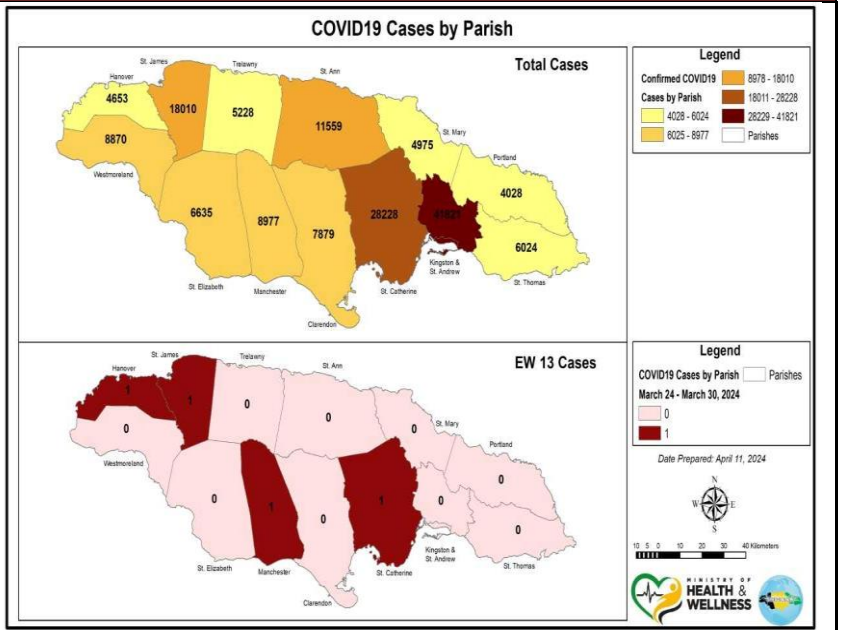 COVID19 Cases by Parish
Total Cases
Hanover
St. James
Trelawny
St. Ann
St. Mary
Portland
4653
18010
5228
11559
4975
4028
8870
6635
8977
7879
28228
41821
6024
Westmoreland
St. Elizabeth
Manchester
Clarendon
St. Catherine
Kingston &
St. Andrew
St. Thomas
Legend
Confirmed COVID19
Cases by Parish
4028 - 6024
6025 - 8977
8978 - 18010
18011 - 28228
28229 - 41821
Parishes
EW 13 Cases
Hanover
St. James
Trelawny
St. Ann
St. Mary
Portland
1
1
0
0
0
0
0
0
1
0
1
0
0
Westmoreland
St. Elizabeth
Manchester
Clarendon
St. Catherine
Kingston &
St. Andrew
St. Thomas
Legend
COVID19 Cases by Parish
Parishes
March 24 - March 30, 2024
0
1
Date Prepared: April 11, 2024
N
W
E
S
10 5 0 10 20 30 40 Kilometers
MINISTRY OF
HEALTH &
WELLNESS